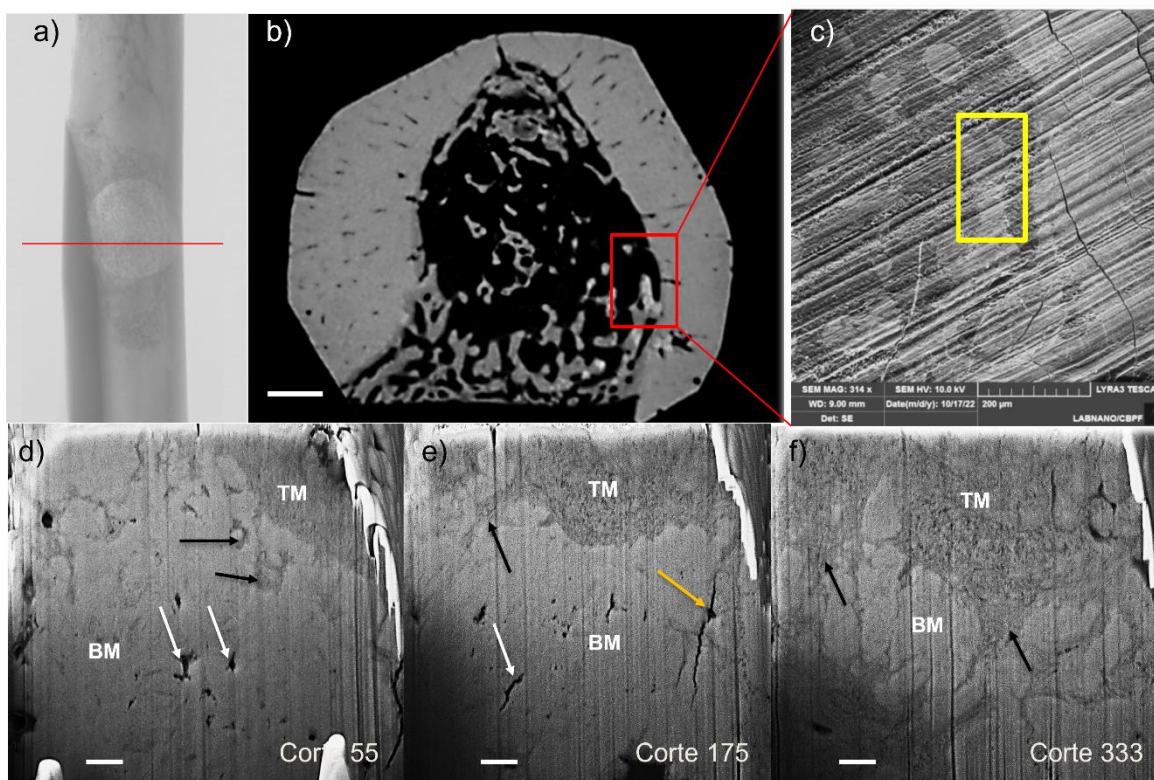 a)
b)
c)
SEM MAG: 314 x
SEM HV: 10.0 kV
LYRA3 TESCA
WD: 9.00 mm
Date(m/d/y): 10/17/22
200 µm
Det: SE
LABNANO/CBPF
d)
TM
BM
Corte 55
e)
TM
BM
Corte 175
f)
TM
BM
Corte 333